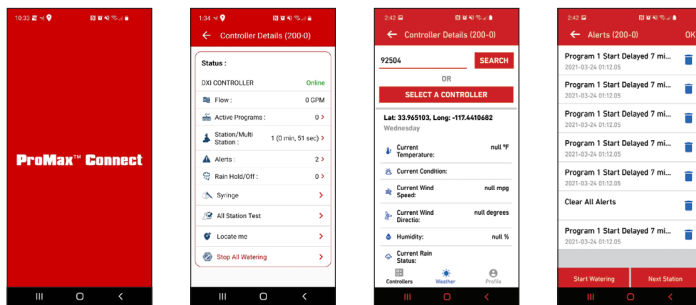 10:33
ProMax™ Connect
1:34
Controller Details (200-0)
Status :
DXI CONTROLLER Online
Flow : 0 GPM
Active Programs : 0 >
Station/Multi
Station : 1 (0 min, 51 sec) >
Alerts : 2 >
Rain Hold/Off : 0 >
Syringe >
All Station Test >
Locate me >
Stop All Watering >
2:42
Controller Details (200-0)
92504 SEARCH
OR
SELECT A CONTROLLER
Lat: 33.965103, Long: -117.4410682
Wednesday
Current
Temperature: null °F
Current Condition:
Current Wind
Speed: null mpg
Current Wind
Directio: null degrees
Humidity: null %
Current Rain
Status:
Controllers Weather Profile
2:42
Alerts (200-0) OK
Program 1 Start Delayed 7 mi...
2021-03-24 01:12.05
Program 1 Start Delayed 7 mi...
2021-03-24 01:12.05
Program 1 Start Delayed 7 mi...
2021-03-24 01:12.05
Program 1 Start Delayed 7 mi...
2021-03-24 01:12.05
Program 1 Start Delayed 7 mi...
2021-03-24 01:12.05
Clear All Alerts
Program 1 Start Delayed 7 mi...
2021-03-24 01:12.05
Start Watering Next Station